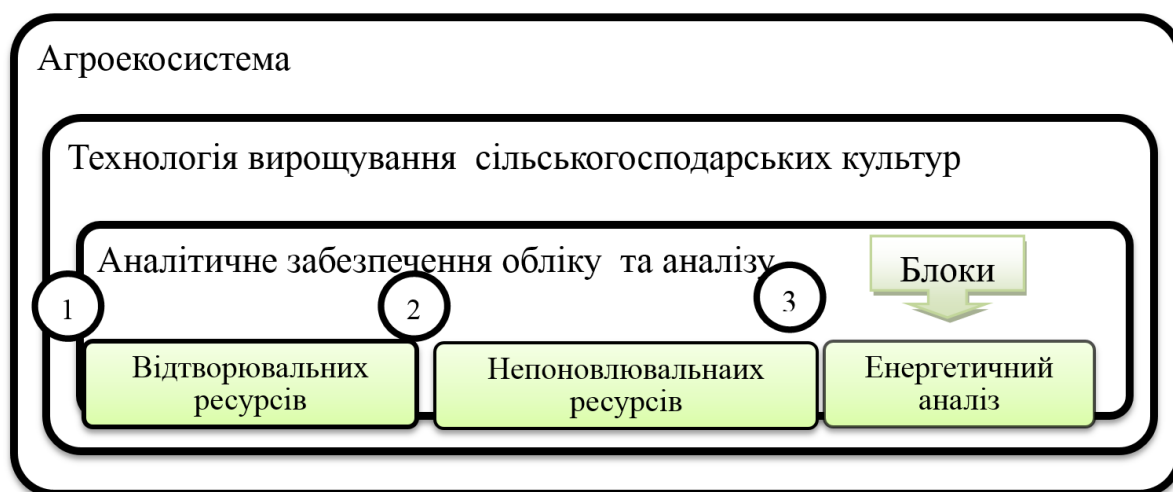 Агроекосистема
Технологія вирощування сільськогосподарських культур
Аналітичне забезпечення обліку та аналізу
Блоки
1
2
3
Відтворювальних
ресурсів
Непоновлювальнаих
ресурсів
Енергетичний
аналіз